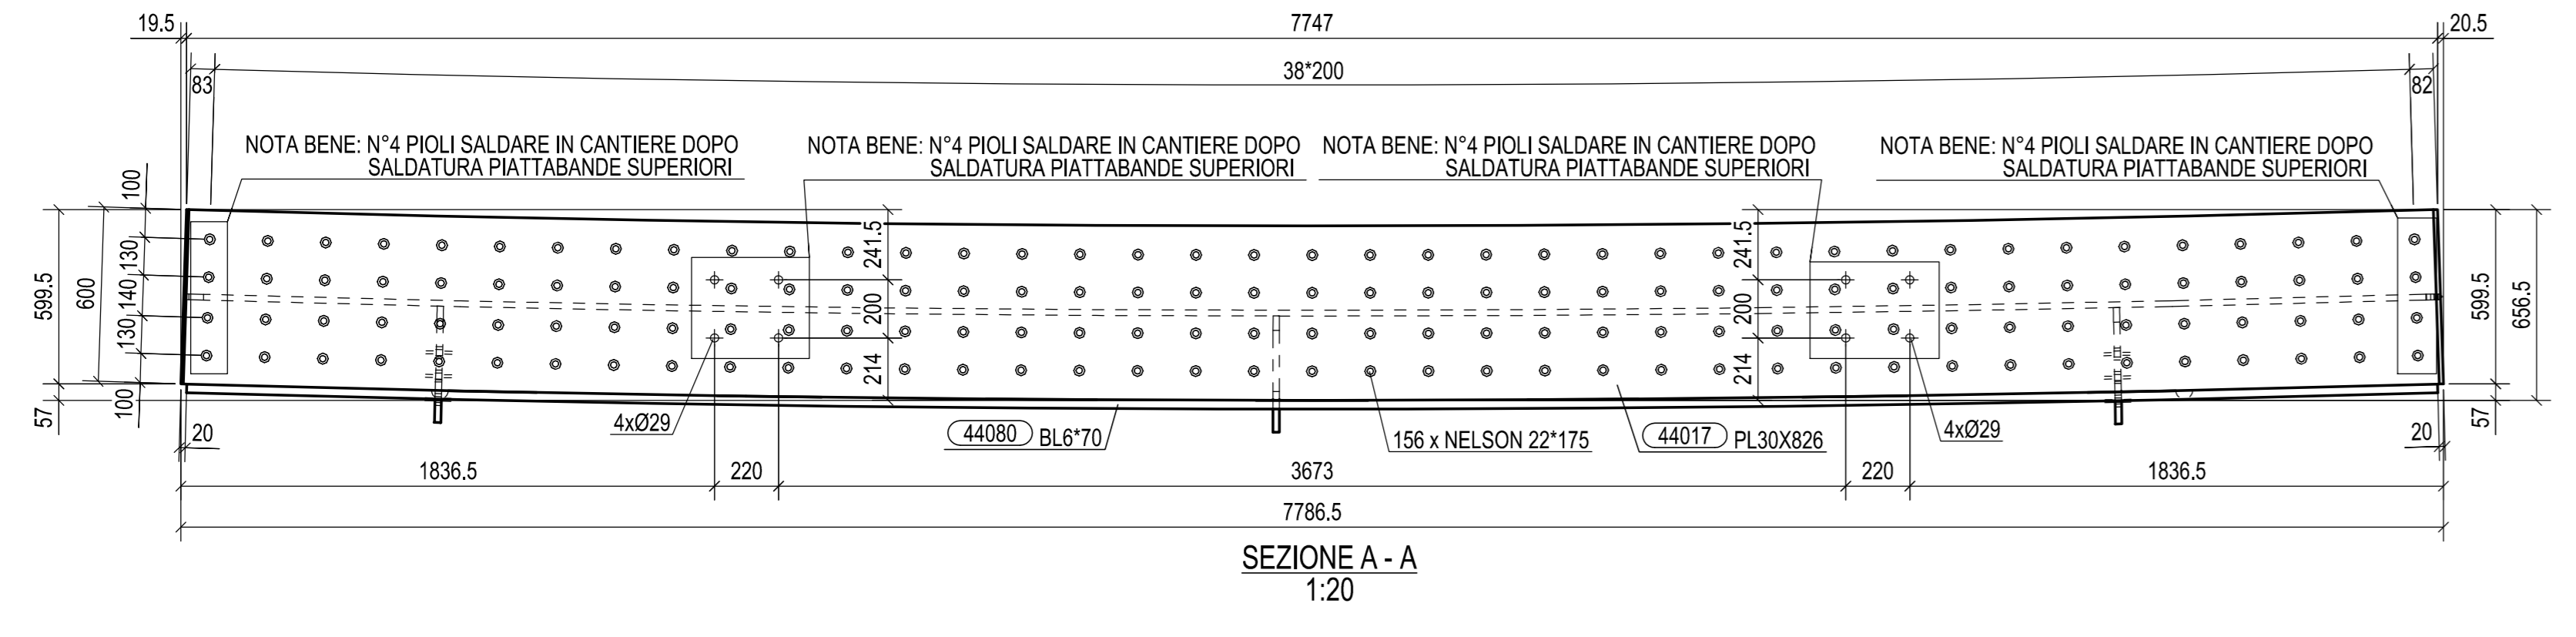 19.5
7747
20.5
83
38*200
82
NOTA BENE: N°4 PIOLI SALDARE IN CANTIERE DOPO
SALDATURA PIATTABANDE SUPERIORI
NOTA BENE: N°4 PIOLI SALDARE IN CANTIERE DOPO
SALDATURA PIATTABANDE SUPERIORI
NOTA BENE: N°4 PIOLI SALDARE IN CANTIERE DOPO
SALDATURA PIATTABANDE SUPERIORI
NOTA BENE: N°4 PIOLI SALDARE IN CANTIERE DOPO
SALDATURA PIATTABANDE SUPERIORI
599.5
57
600
100
130
140
130
100
241.5
200
214
241.5
200
214
599.5
57
656.5
20
4xØ29
44080 BL6*70
156 x NELSON 22*175
44017 PL30X826
4xØ29
20
1836.5
220
3673
220
1836.5
7786.5
SEZIONE A - A
1:20